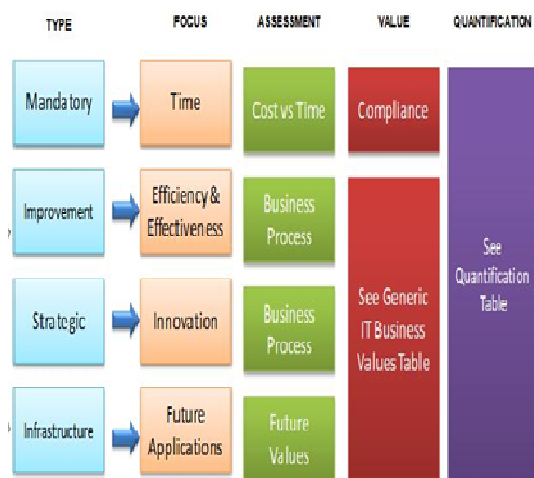 TYPE
FOCUS
ASSESSMENT
VALUE
QUANTIFICATION
Mandatory
Time
Cost vs Time
Compliance
Improvement
Efficiency &
Effectiveness
Business
Process
See Generic
IT Business
Values Table
See
Quantification
Table
Strategic
Innovation
Business
Process
Infrastructure
Future
Applications
Future
Values